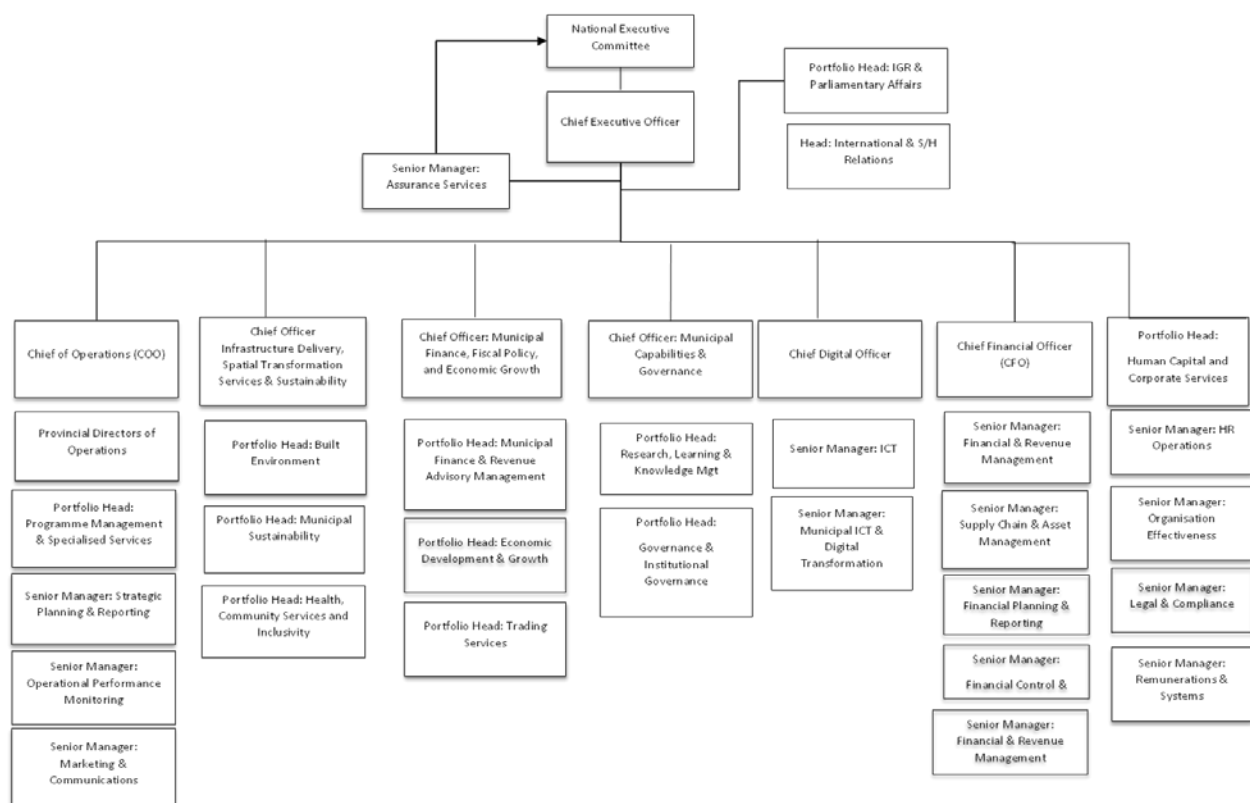 National Executive
Committee
Portfolio Head: IGR &
Parliamentary Affairs
Chief Executive Officer
Head: International & S/H
Relations
Senior Manager:
Assurance Services
Chief of Operations (COO)
Provincial Directors of
Operations
Portfolio Head:
Programme Management
& Specialised Services
Senior Manager: Strategic
Planning & Reporting
Senior Manager:
Operational Performance
Monitoring
Senior Manager:
Marketing &
Communications
Chief Officer
Infrastructure Delivery,
Spatial Transformation
Services & Sustainability
Portfolio Head: Built
Environment
Portfolio Head: Municipal
Sustainability
Portfolio Head: Health,
Community Services and
Inclusivity
Chief Officer: Municipal
Finance, Fiscal Policy,
and Economic Growth
Portfolio Head: Municipal
Finance & Revenue
Advisory Management
Portfolio Head: Economic
Development & Growth
Portfolio Head: Trading
Services
Chief Officer: Municipal
Capabilities &
Governance
Portfolio Head:
Research, Learning &
Knowledge Mgt
Portfolio Head:
Governance &
Institutional
Governance
Chief Digital Officer
Senior Manager: ICT
Senior Manager:
Municipal ICT &
Digital
Transformation
Chief Financial Officer
(CFO)
Senior Manager:
Financial & Revenue
Management
Senior Manager:
Supply Chain & Asset
Management
Senior Manager:
Financial Planning &
Reporting
Senior Manager:
Financial Control &
Senior Manager:
Financial & Revenue
Management
Portfolio Head:
Human Capital and
Corporate Services
Senior Manager: HR
Operations
Senior Manager:
Organisation
Effectiveness
Senior Manager:
Legal & Compliance
Senior Manager:
Remunerations &
Systems